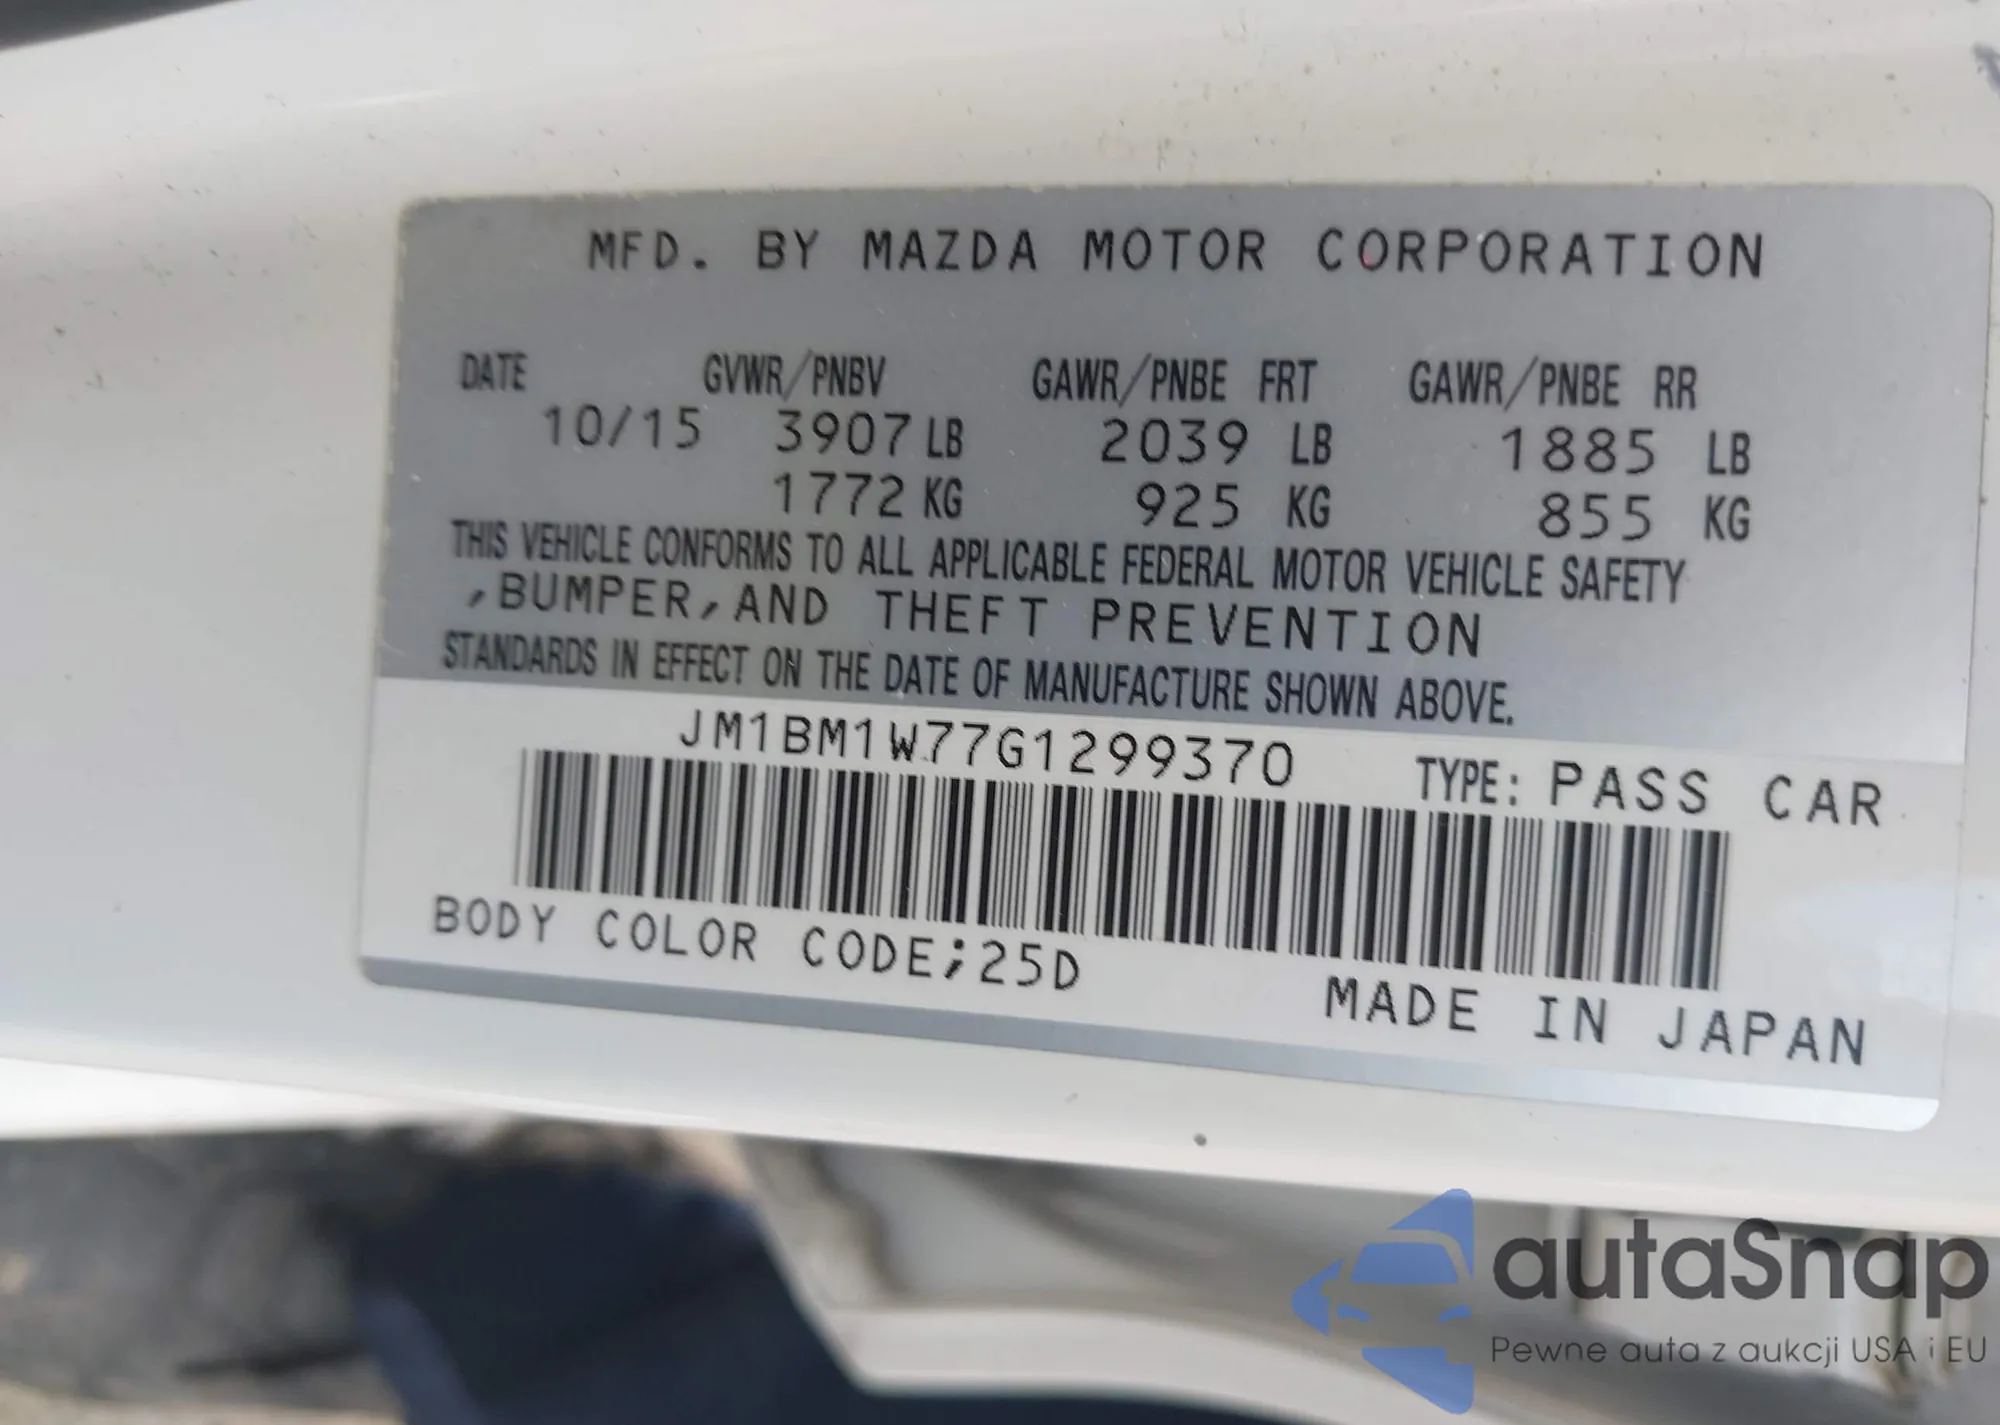 MFD. BY MAZDA MOTOR CORPORATION
DATE GVWR/PNBV GAWR/PNBE FRT GAWR/PNBE RR
10/15 3907 LB 2039 LB 1885 LB
1772 KG 925 KG 855 KG
THIS VEHICLE CONFORMS TO ALL APPLICABLE FEDERAL MOTOR VEHICLE SAFETY
,BUMPER,AND THEFT PREVENTION
STANDARDS IN EFFECT ON THE DATE OF MANUFACTURE SHOWN ABOVE.
JM1BM1W77G1299370 TYPE: PASS CAR
BODY COLOR CODE;25D
MADE IN JAPAN
autaSnap
Pewne auta z aukcji USA i EU